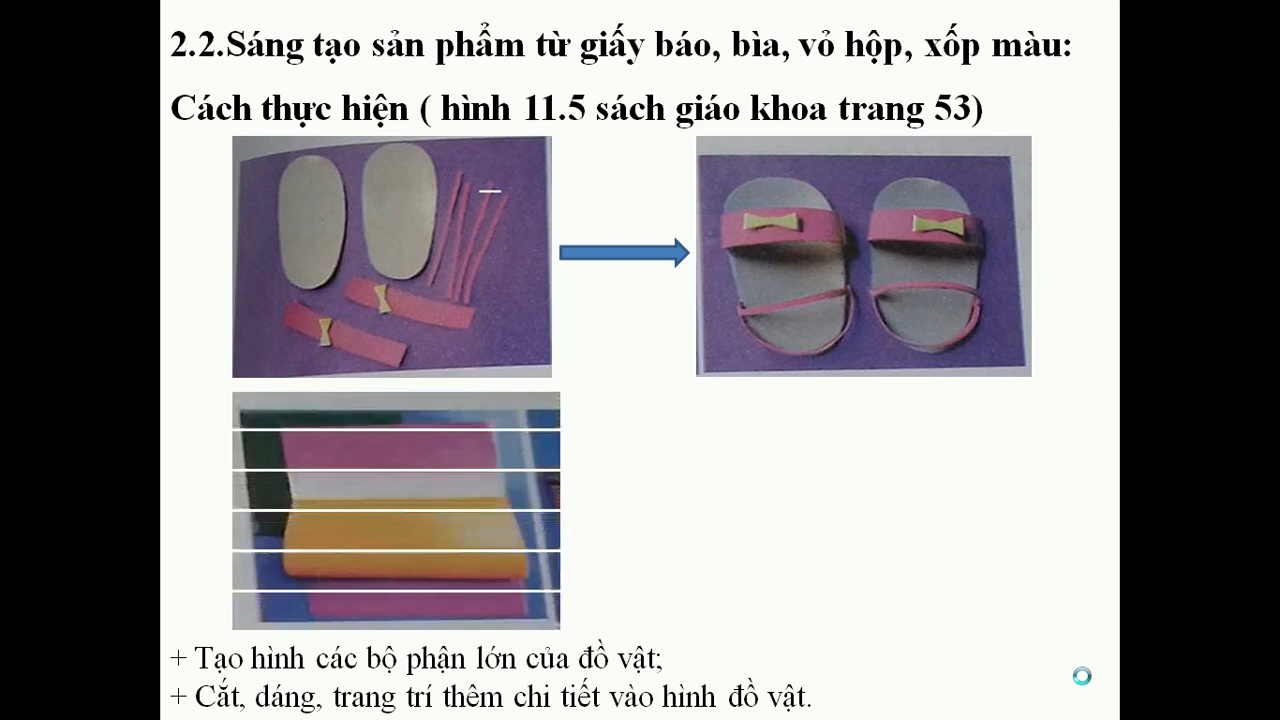 2.2.Sáng tạo sản phẩm từ giấy báo, bìa, vỏ hộp, xốp màu:
Cách thực hiện ( hình 11.5 sách giáo khoa trang 53)
+ Tạo hình các bộ phận lớn của đồ vật;
+ Cắt, dáng, trang trí thêm chi tiết vào hình đồ vật.